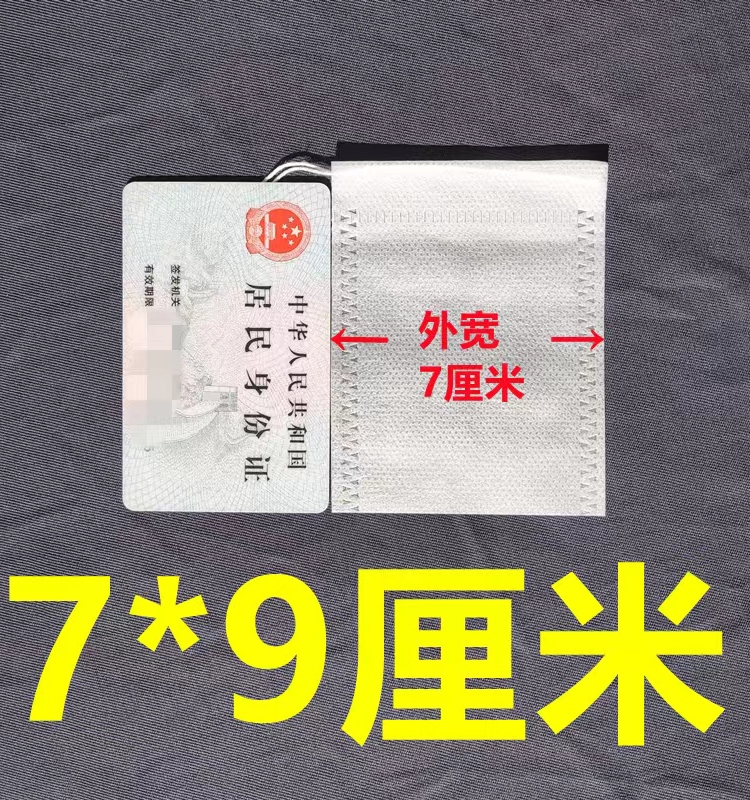 中华人民共和国
居民身份证
签发机关
有效期限
外宽
7厘米
7*9厘米